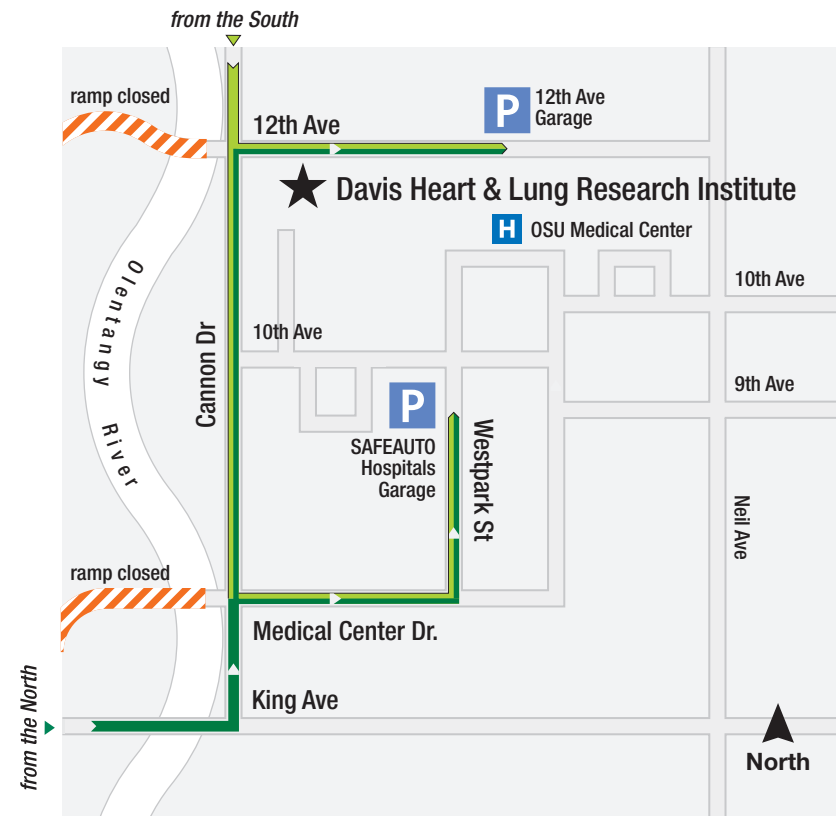 from the South
ramp closed
P
12th Ave
Garage
12th Ave
Davis Heart & Lung Research Institute
H OSU Medical Center
Olentangy
River
10th Ave
Cannon Dr
10th Ave
9th Ave
P
SAFEAUTO
Hospitals
Garage
Westpark St
Neil Ave
ramp closed
Medical Center Dr.
from the North
King Ave
North